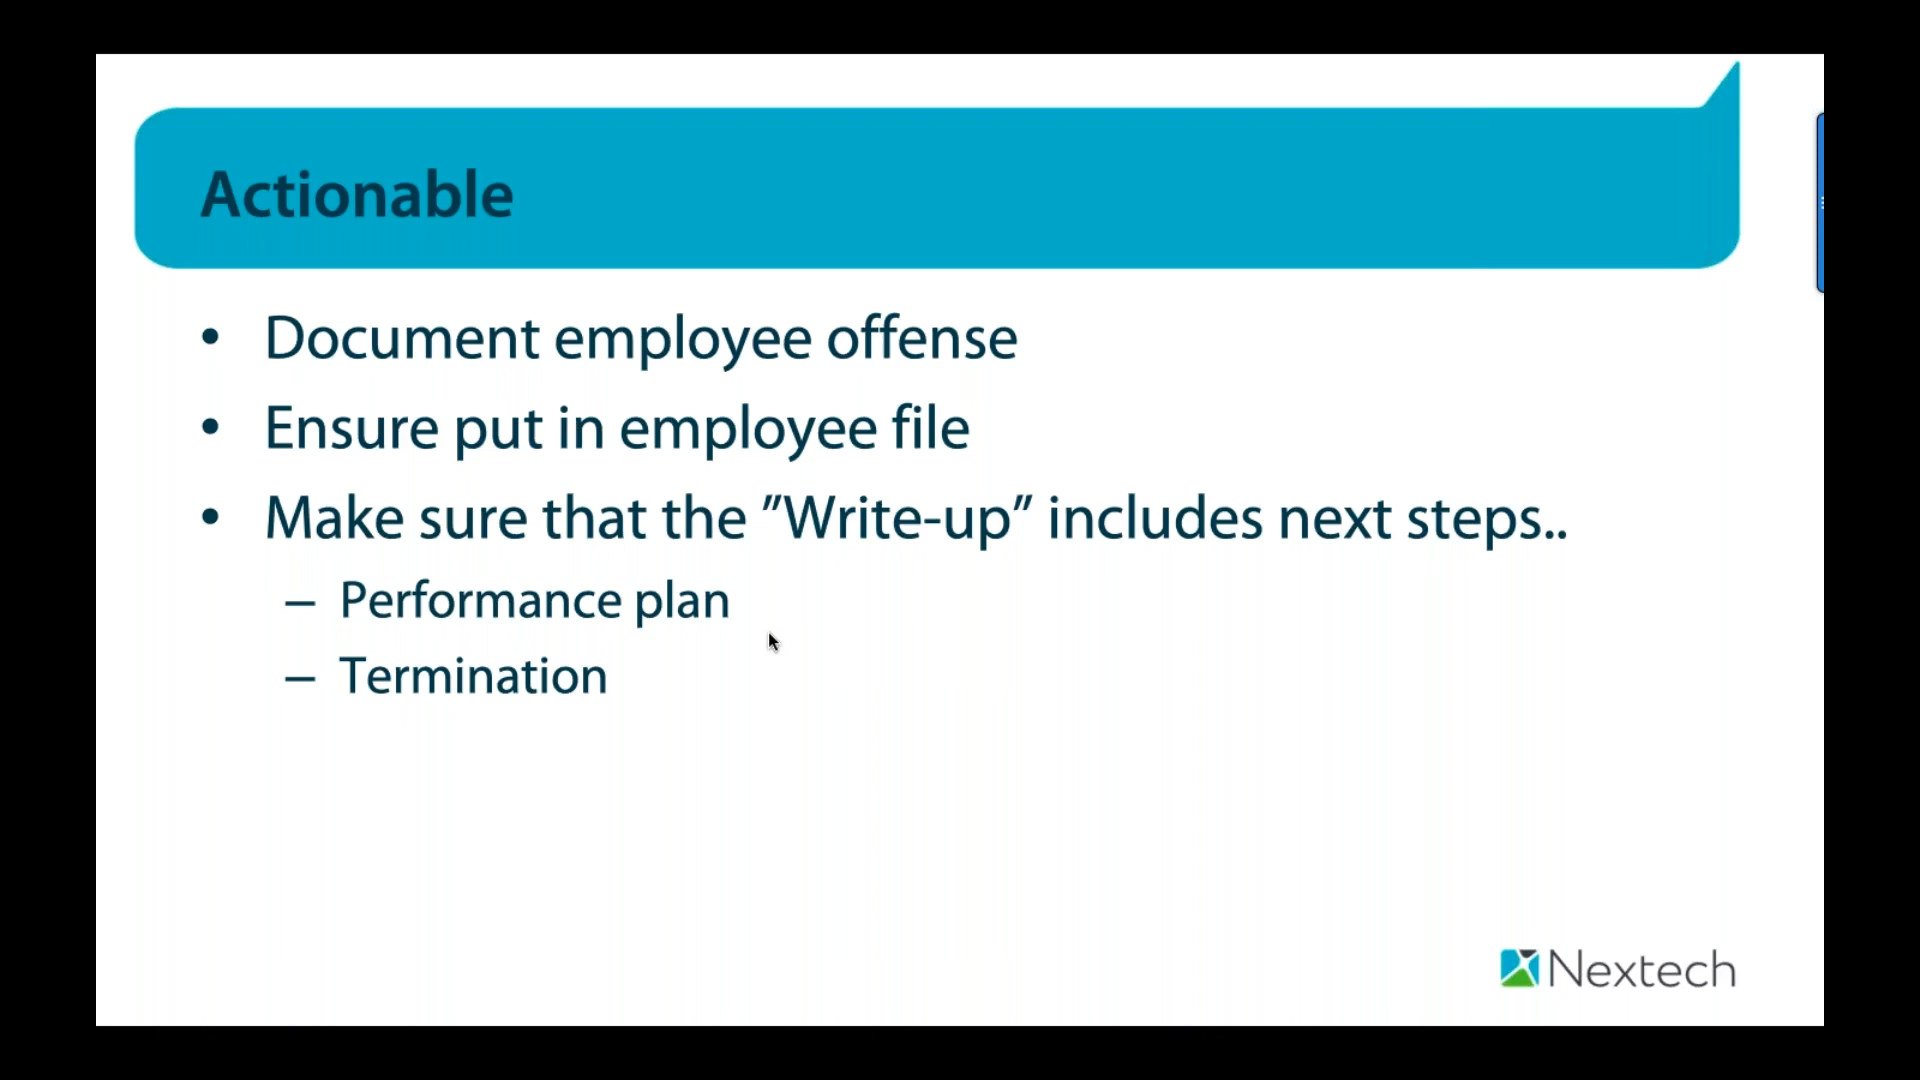 Actionable
• Document employee offense
• Ensure put in employee file
• Make sure that the ”Write-up” includes next steps..
– Performance plan
– Termination
Nextech